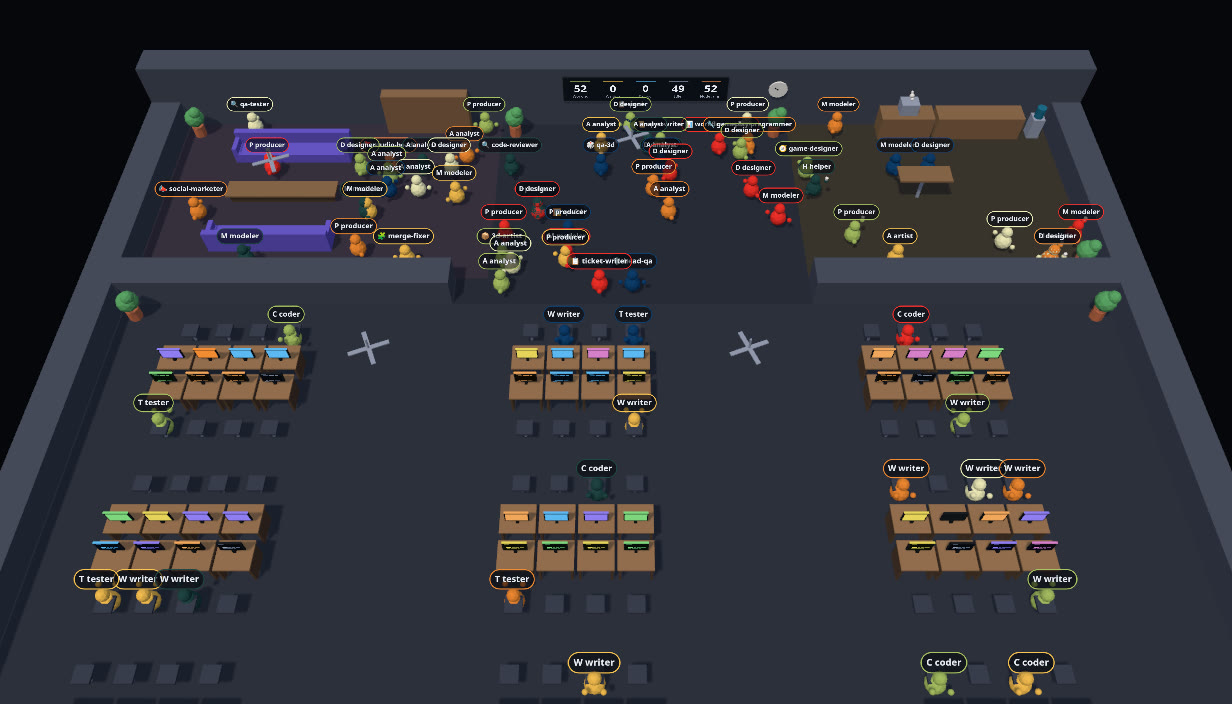 52 0 0 49 52
qa-tester
P producer
D designer
P producer
M modeler
A analyst
A analyst
P producer
D designer
A analyst
D designer
code-reviewer
qa-3d
D designer
game-designer
D designer
A analyst
A analyst
M modeler
P producer
D designer
H helper
social-marketer
M modeler
D designer
A analyst
M modeler
P producer
P producer
P producer
P producer
M modeler
M modeler
P producer
merge-fixer
A analyst
P producer
A artist
D designer
A analyst
ticket-writer
C coder
W writer
T tester
C coder
T tester
W writer
W writer
C coder
W writer
W writer
W writer
T tester
W writer
W writer
T tester
W writer
W writer
C coder
C coder